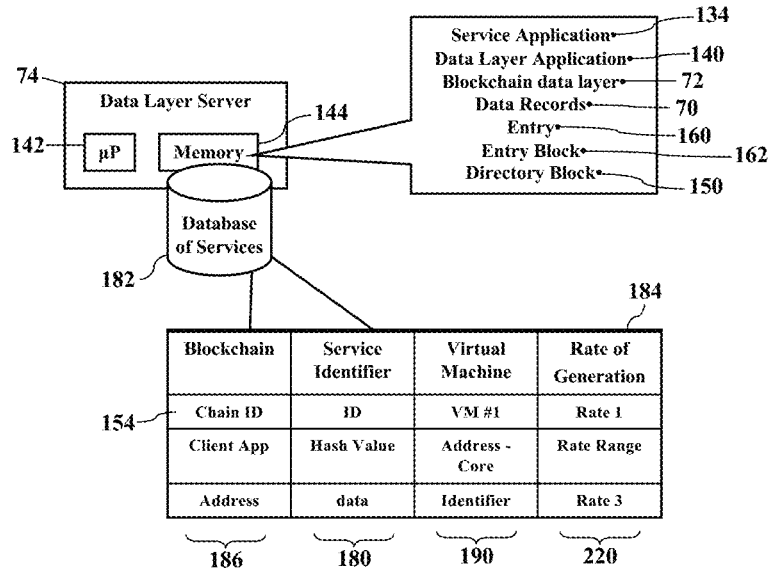 Service Application 134
Data Layer Application 140
Blockchain data layer 72
Data Records 70
Entry 160
Entry Block 162
Directory Block 150
74
Data Layer Server
144
142
µP
Memory
Database
of Services
182
184
Blockchain
Service
Identifier
Virtual
Machine
Rate of
Generation
154
Chain ID ID VM #1 Rate 1
Client App Hash Value Address -
Core Rate Range
Address data Identifier Rate 3
186 180 190 220